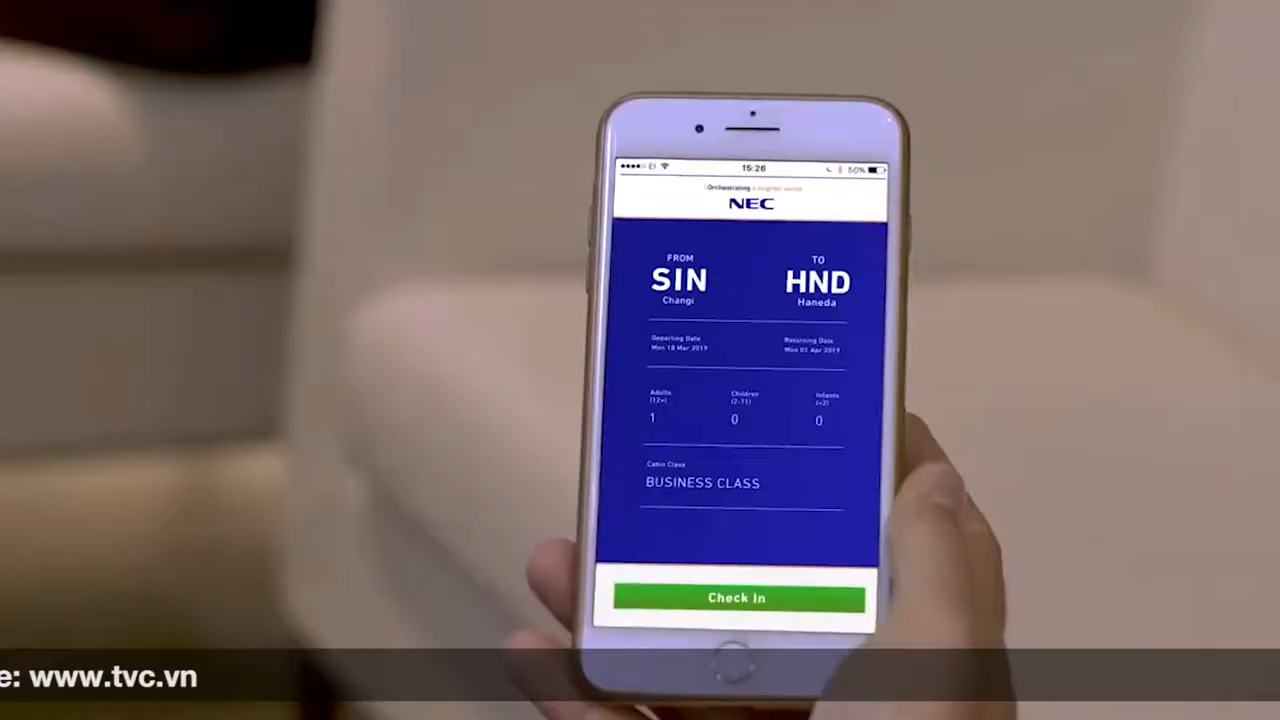 15:26
50%
Orchestrating a brighter world
NEC
FROM
TO
SIN
HND
Changi
Haneda
Departing Date
Returning Date
Mon 18 Mar 2019
Mon 01 Apr 2019
Adults
Children
Infants
(12+)
(2-11)
(<2)
1
0
0
Cabin Class
BUSINESS CLASS
Check In
e: www.tvc.vn